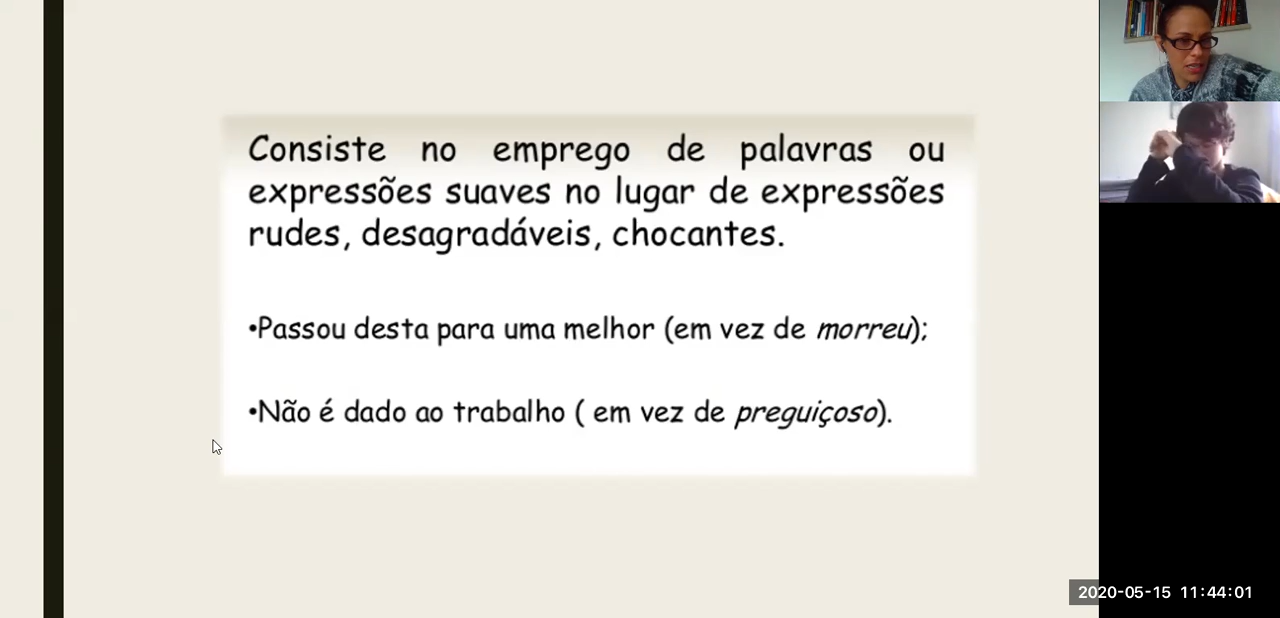 Consiste no emprego de palavras ou
expressões suaves no lugar de expressões
rudes, desagradáveis, chocantes.
•Passou desta para uma melhor (em vez de morreu);
•Não é dado ao trabalho ( em vez de preguiçoso).
2020-05-15 11:44:01